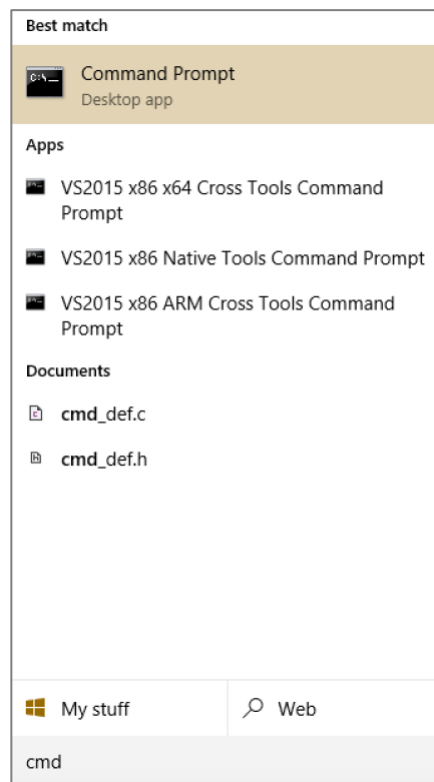 Best match
Command Prompt
Desktop app
Apps
VS2015 x86 x64 Cross Tools Command
Prompt
VS2015 x86 Native Tools Command Prompt
VS2015 x86 ARM Cross Tools Command
Prompt
Documents
cmd_def.c
cmd_def.h
My stuff
Web
cmd